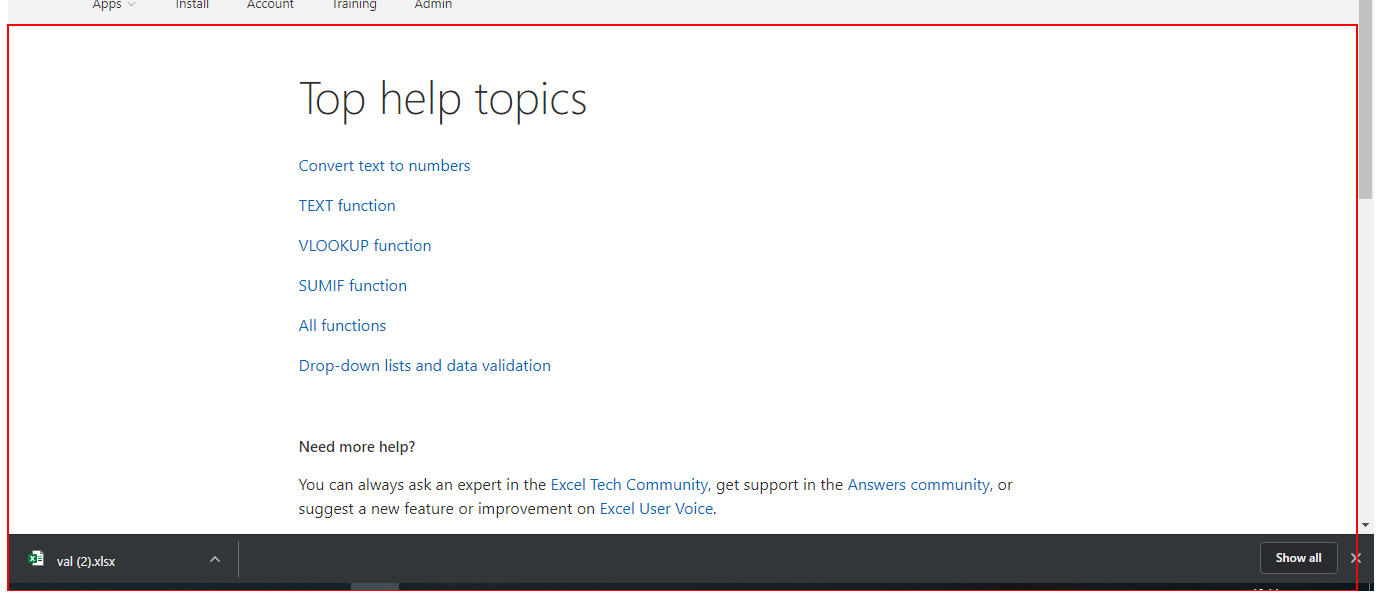 Apps Install Account Training Admin
Top help topics
Convert text to numbers
TEXT function
VLOOKUP function
SUMIF function
All functions
Drop-down lists and data validation
Need more help?
You can always ask an expert in the Excel Tech Community, get support in the Answers community, or
suggest a new feature or improvement on Excel User Voice.
val (2).xlsx Show all